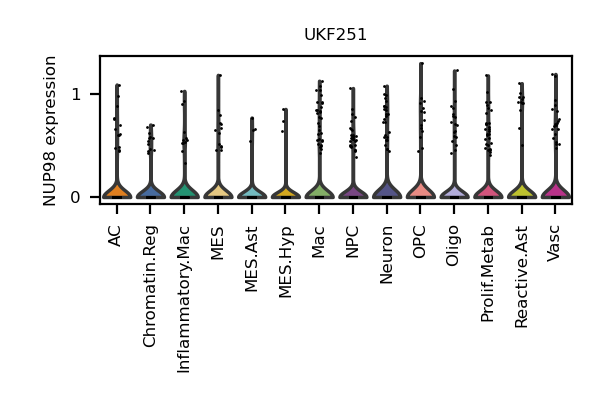 UKF251
NUP98 expression
1
0
AC
Chromatin.Reg
Inflammatory.Mac
MES
MES.Ast
MES.Hyp
Mac
NPC
Neuron
OPC
Oligo
Prolif.Metab
Reactive.Ast
Vasc